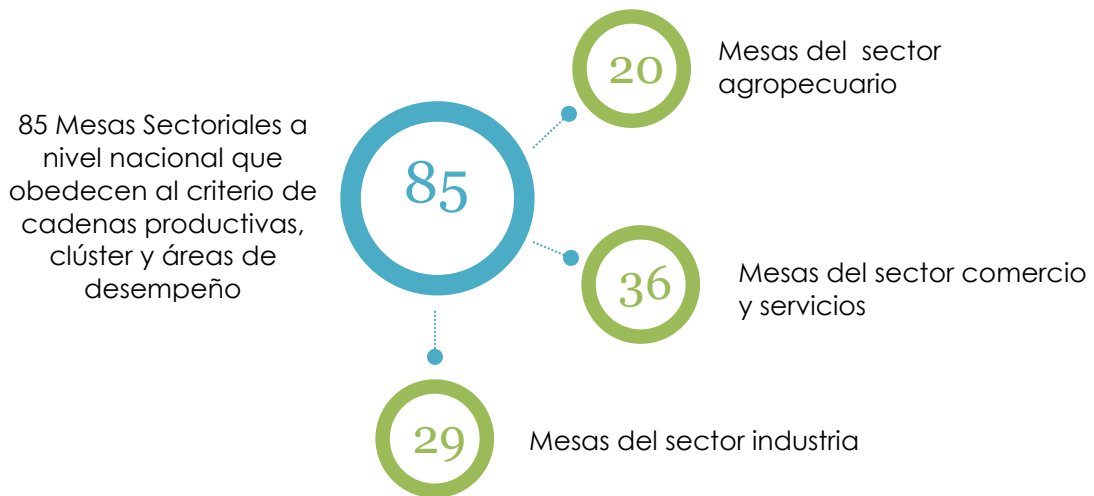 85 Mesas Sectoriales a
nivel nacional que
obedecen al criterio de
cadenas productivas,
clúster y áreas de
desempeño
85
20
Mesas del sector
agropecuario
36
Mesas del sector comercio
y servicios
29
Mesas del sector industria